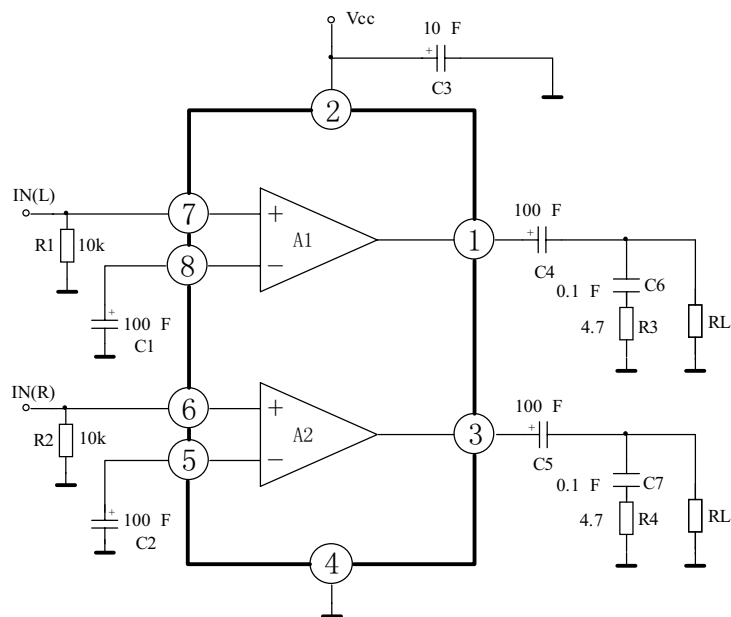 Vcc
10 F
+
C3
2
IN(L)
7
+
A1
R1
10k
8
−
1
+
100 F
C4
0.1 F
C6
4.7
R3
RL
+
100 F
C1
IN(R)
6
+
A2
R2
10k
5
−
3
+
100 F
C5
0.1 F
C7
4.7
R4
RL
+
100 F
C2
4